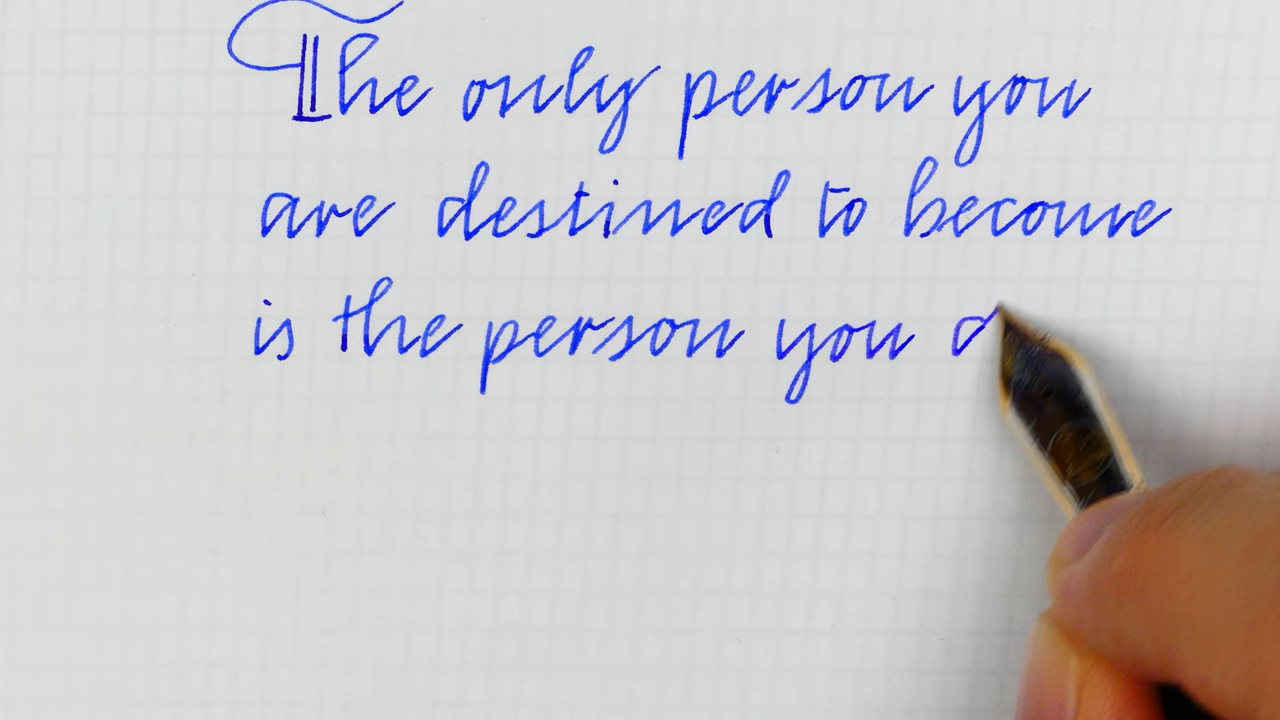 The only person you
are destined to become
is the person you